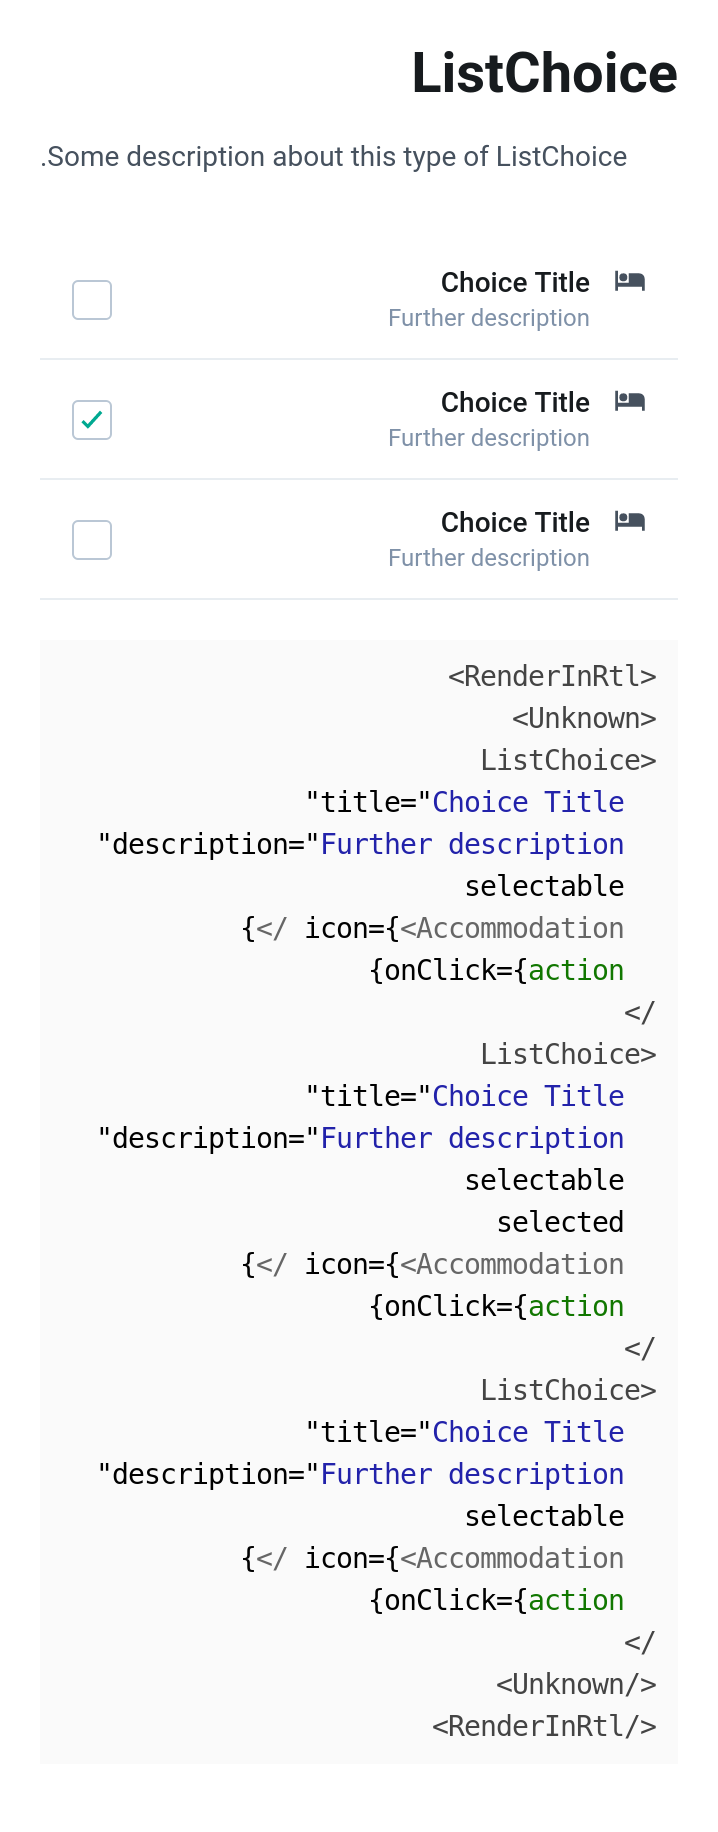 ListChoice
.Some description about this type of ListChoice
Choice Title
Further description
Choice Title
Further description
Choice Title
Further description
<RenderInRtl>
<Unknown>
ListChoice>
"title="Choice Title
"description="Further description
selectable
{</ icon={<Accommodation
{onClick={action
</
ListChoice>
"title="Choice Title
"description="Further description
selectable
selected
{</ icon={<Accommodation
{onClick={action
</
ListChoice>
"title="Choice Title
"description="Further description
selectable
{</ icon={<Accommodation
{onClick={action
</
<Unknown/>
<RenderInRtl/>